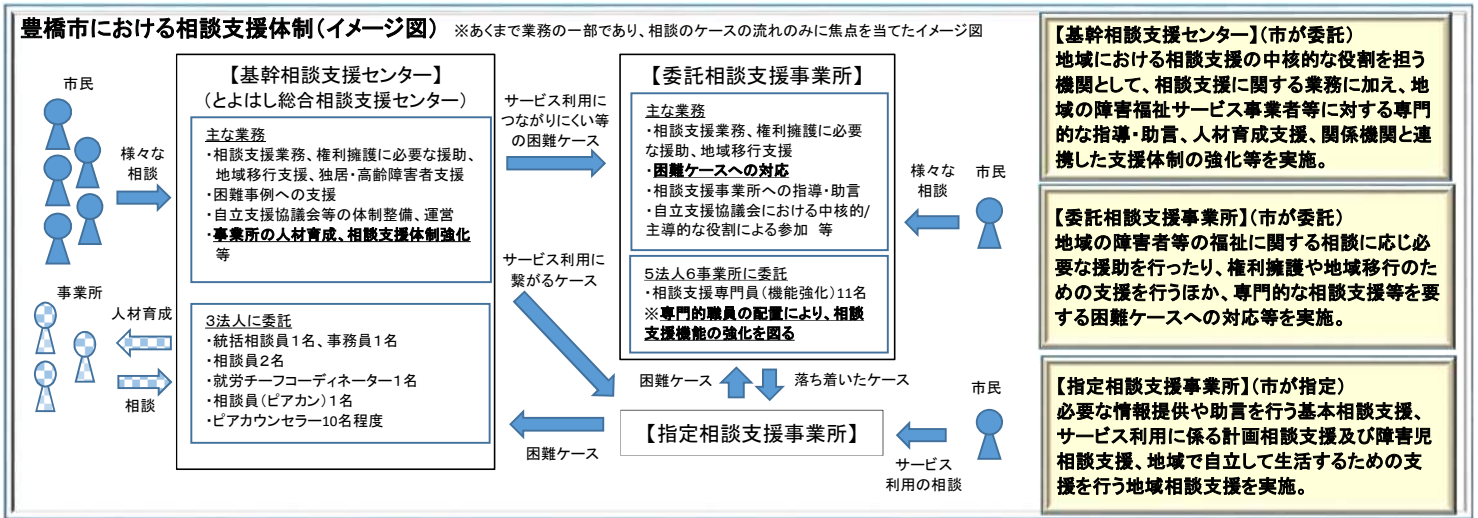 豊橋市における相談支援体制(イメージ図) ※あくまで業務の一部であり、相談のケースの流れのみに焦点を当てたイメージ図
市民
様々な
相談
事業所
人材育成
相談
【基幹相談支援センター】
(とよはし総合相談支援センター)
主な業務
・相談支援業務、権利擁護に必要な援助、
地域移行支援、独居・高齢障害者支援
・困難事例への支援
・自立支援協議会等の体制整備、運営
・事業所の人材育成、相談支援体制強化
等
3法人に委託
・統括相談員1名、事務員1名
・相談員2名
・就労チーフコーディネーター1名
・相談員(ピアカン)1名
・ピアカウンセラー10名程度
サービス利用に
つながりにくい等
の困難ケース
サービス利用に
繋がるケース
困難ケース
【委託相談支援事業所】
主な業務
・相談支援業務、権利擁護に必要
な援助、地域移行支援
・困難ケースへの対応
・相談支援事業所への指導・助言
・自立支援協議会における中核的/
主導的な役割による参加 等
5法人6事業所に委託
・相談支援専門員(機能強化)11名
※専門的職員の配置により、相談
支援機能の強化を図る
様々な
相談
市民
困難ケース
落ち着いたケース
【指定相談支援事業所】
市民
サービス
利用の相談
【基幹相談支援センター】(市が委託)
地域における相談支援の中核的な役割を担う
機関として、相談支援に関する業務に加え、地
域の障害福祉サービス事業者等に対する専門
的な指導・助言、人材育成支援、関係機関と連
携した支援体制の強化等を実施。
【委託相談支援事業所】(市が委託)
地域の障害者等の福祉に関する相談に応じ必
要な援助を行ったり、権利擁護や地域移行のた
めの支援を行うほか、専門的な相談支援等を要
する困難ケースへの対応等を実施。
【指定相談支援事業所】(市が指定)
必要な情報提供や助言を行う基本相談支援、
サービス利用に係る計画相談支援及び障害児
相談支援、地域で自立して生活するための支
援を行う地域相談支援を実施。